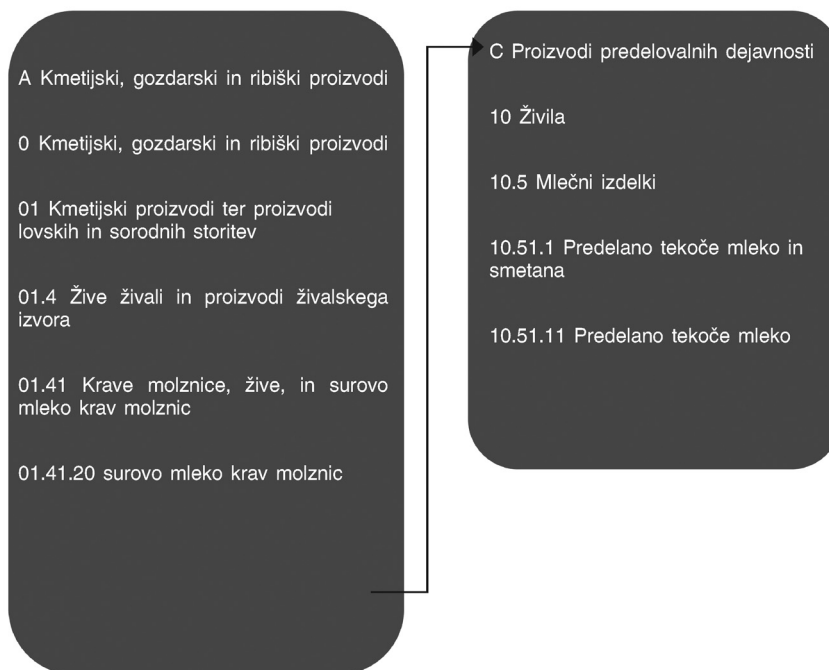 A Kmetijski, gozdarski in ribiški proizvodi
0 Kmetijski, gozdarski in ribiški proizvodi
01 Kmetijski proizvodi ter proizvodi
lovskih in sorodnih storitev
01.4 Žive živali in proizvodi živalskega
izvora
01.41 Krave molznice, žive, in surovo
mleko krav molznic
01.41.20 surovo mleko krav molznic
C Proizvodi predelovalnih dejavnosti
10 Živila
10.5 Mlečni izdelki
10.51.1 Predelano tekoče mleko in
smetana
10.51.11 Predelano tekoče mleko